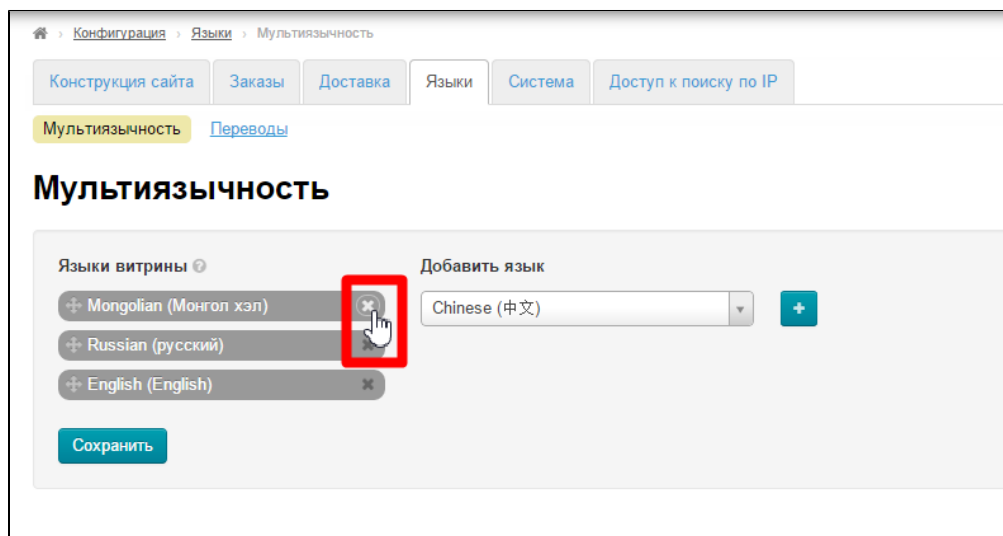 Конфигурация › Языки › Мультиязычность
Конструкция сайта Заказы Доставка Языки Система Доступ к поиску по IP
Мультиязычность Переводы
Мультиязычность
Языки витрины ? Добавить язык
Mongolian (Монгол хэл) Chinese (中文) +
Russian (русский)
English (English)
Сохранить